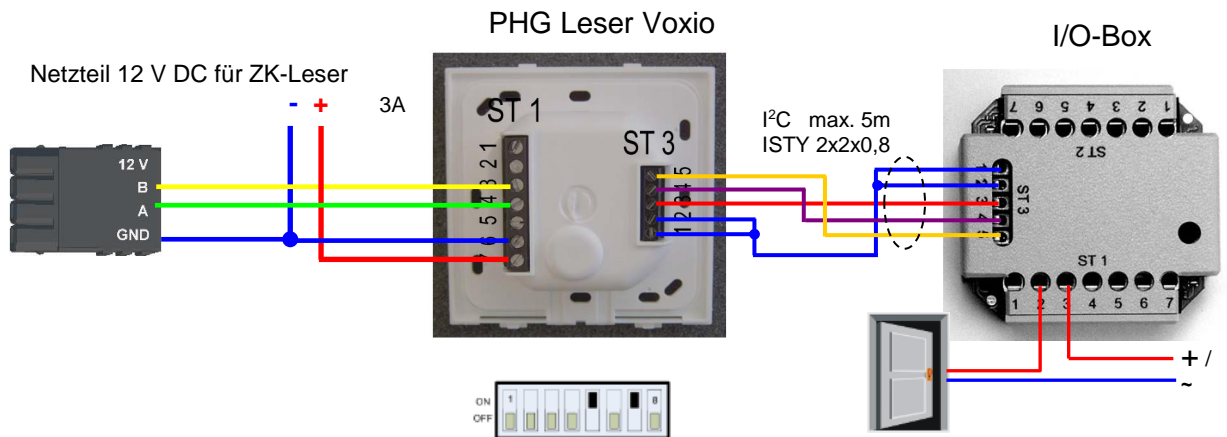 PHG Leser Voxio
I/O-Box
Netzteil 12 V DC für ZK-Leser
- + 3A
12 V
B
A
GND
ST 1
1
2
3
4
5
6
7
ST 3
5
4
3
2
1
I²C max. 5m
ISTY 2x2x0,8
7 6 5 4 3 2 1
ST 2
1
2
3
4
5
ST 3
ST 1
1 2 3 4 5 6 7
+ /
~
ON 1 8
OFF